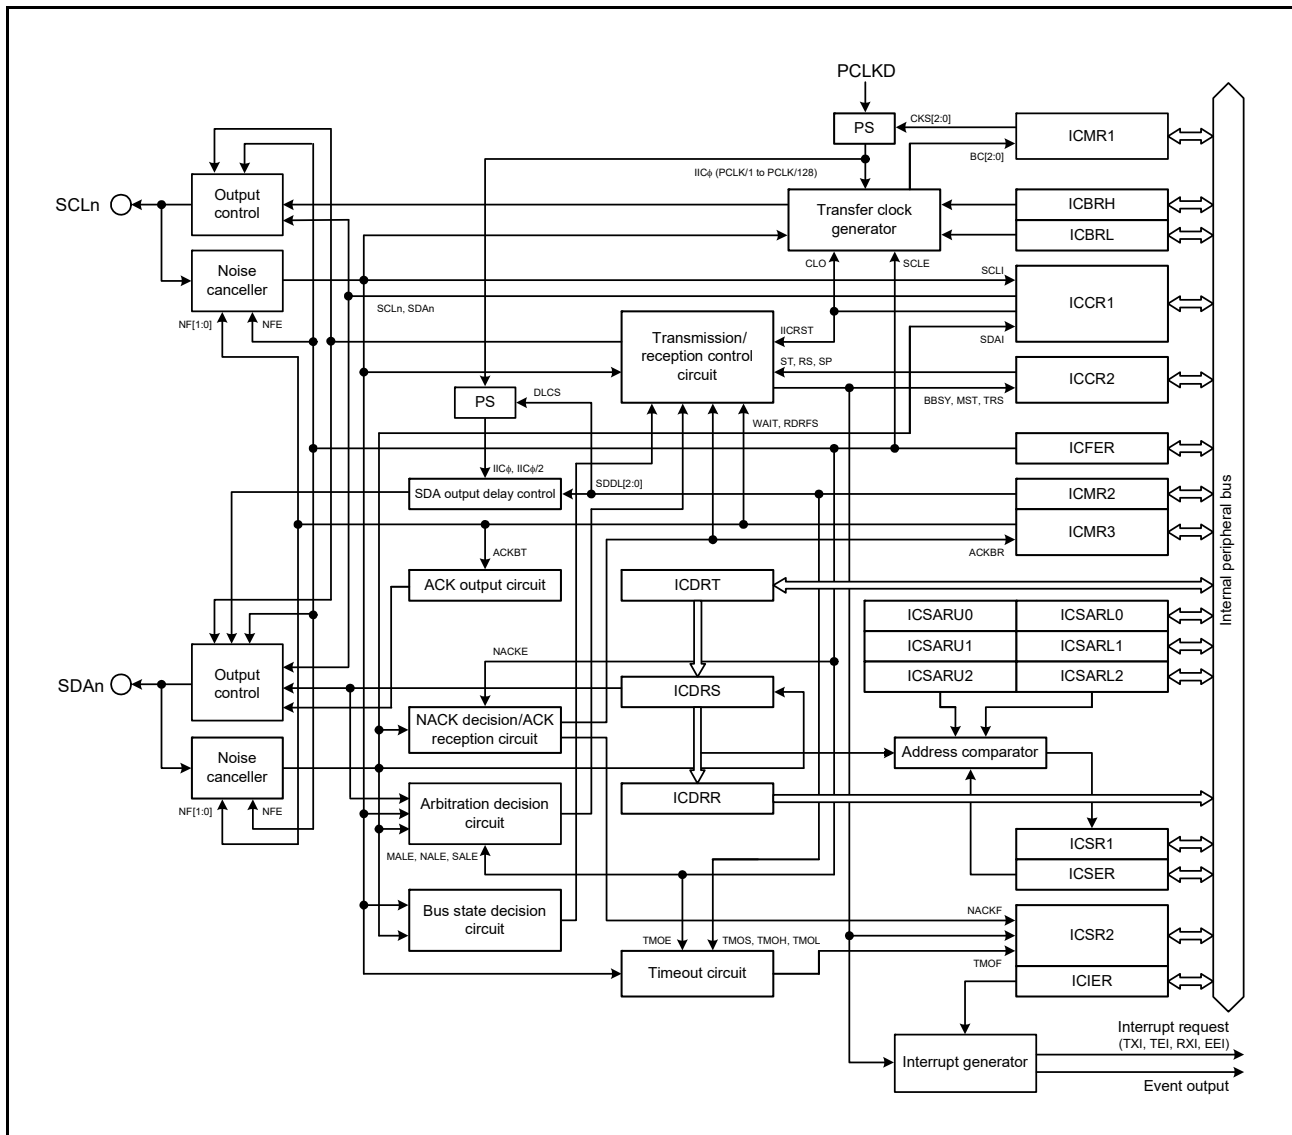 PCLKD
PS
CKS[2:0]
BC[2:0]
ICMR1
IICϕ (PCLK/1 to PCLK/128)
SCLn
Output
control
Transfer clock
generator
ICBRH
ICBRL
Noise
canceller
NF[1:0]
NFE
CLO
SCLE
SCLI
SCLn, SDAn
ICCR1
SDAI
Transmission/
reception control
circuit
IICRST
ST, RS, SP
ICCR2
BBSY, MST, TRS
PS
DLCS
WAIT, RDRFS
ICFER
IICϕ, IICϕ/2
SDA output delay control
SDDL[2:0]
ICMR2
ICMR3
ACKBR
ACKBT
ACK output circuit
ICDRT
Internal peripheral bus
ICSARU0
ICSARL0
ICSARU1
ICSARL1
ICSARU2
ICSARL2
SDAn
Output
control
NACKE
ICDRS
NACK decision/ACK
reception circuit
Address comparator
Noise
canceller
NF[1:0]
NFE
ICDRR
Arbitration decision
circuit
MALE, NALE, SALE
ICSR1
ICSER
Bus state decision
circuit
NACKF
ICSR2
TMOF
TMOE
TMOS, TMOH, TMOL
Timeout circuit
ICIER
Interrupt generator
Interrupt request
(TXI, TEI, RXI, EEI)
Event output